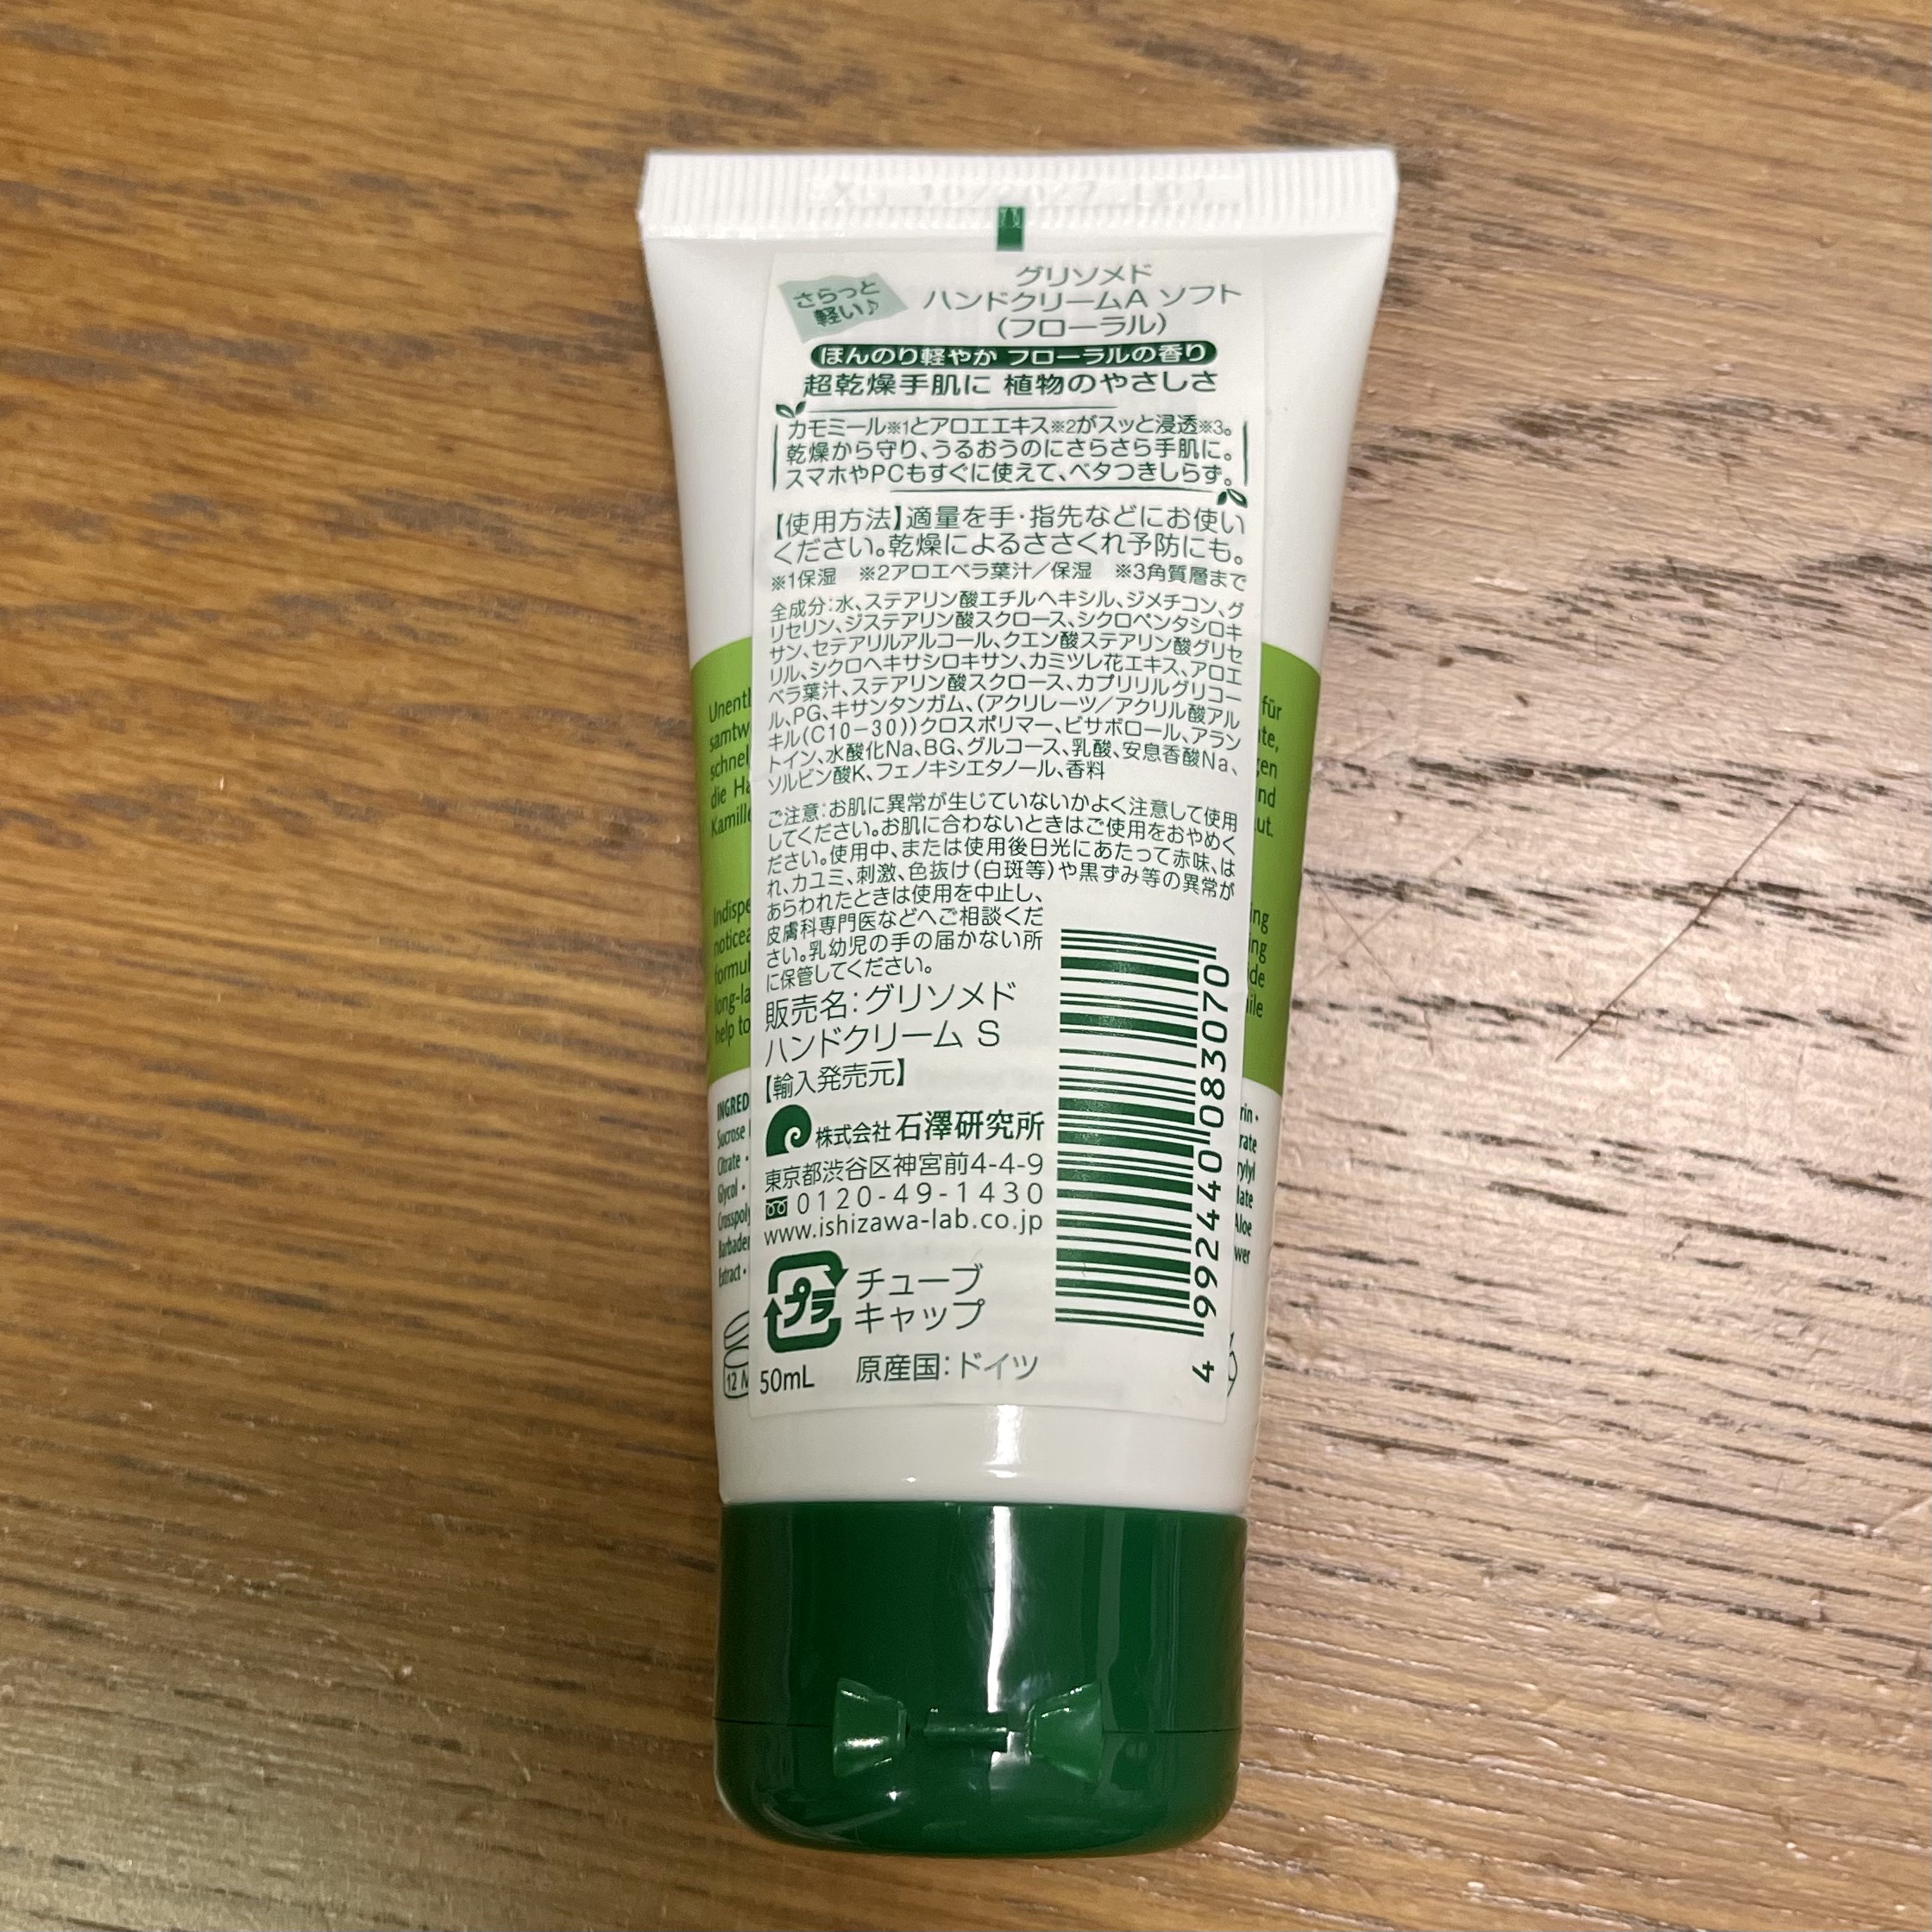 さらっと
軽い♪
グリソメド
ハンドクリームA ソフト
(フローラル)
ほんのり軽やか フローラルの香り
超乾燥手肌に 植物のやさしさ
カモミール※1とアロエエキス※2がスッと浸透※3。
乾燥から守り、うるおうのにさらさら手肌に。
スマホやPCもすぐに使えて、ベタつきしらず。
【使用方法】適量を手・指先などにお使い
ください。乾燥によるささくれ予防にも。
※1保湿 ※2アロエベラ葉汁/保湿 ※3角質層まで
全成分:水、ステアリン酸エチルヘキシル、ジメチコン、グ
リセリン、ジステアリン酸スクロース、シクロペンタシロキ
サン、セテアリルアルコール、クエン酸ステアリン酸グリセ
リル、シクロヘキサシロキサン、カミツレ花エキス、アロエ
ベラ葉汁、ステアリン酸スクロース、カプリリルグリコー
ル、PG、キサンタンガム、(アクリレーツ/アクリル酸アル
キル(C10-30))クロスポリマー、ビサボロール、アラン
トイン、水酸化Na、BG、グルコース、乳酸、安息香酸Na、
ソルビン酸K、フェノキシエタノール、香料
ご注意:お肌に異常が生じていないかよく注意して使用
してください。お肌に合わないときはご使用をおやめく
ださい。使用中、または使用後日光にあたって赤味、は
れ、カユミ、刺激、色抜け(白斑等)や黒ずみ等の異常が
あらわれたときは使用を中止し、
皮膚科専門医などへご相談くだ
さい。乳幼児の手の届かない所
に保管してください。
販売名:グリソメド
ハンドクリーム S
【輸入発売元】
株式会社 石澤研究所
東京都渋谷区神宮前4-4-9
0120-49-1430
www.ishizawa-lab.co.jp
プラ
チューブ
キャップ
50mL 原産国:ドイツ
4 992440 083070
für
die
Indispe
formul
long-la
help to
INGRED
Sucrose
Citrate •
Glycol •
Crosspoly
Barbaden
Extract •
12 M